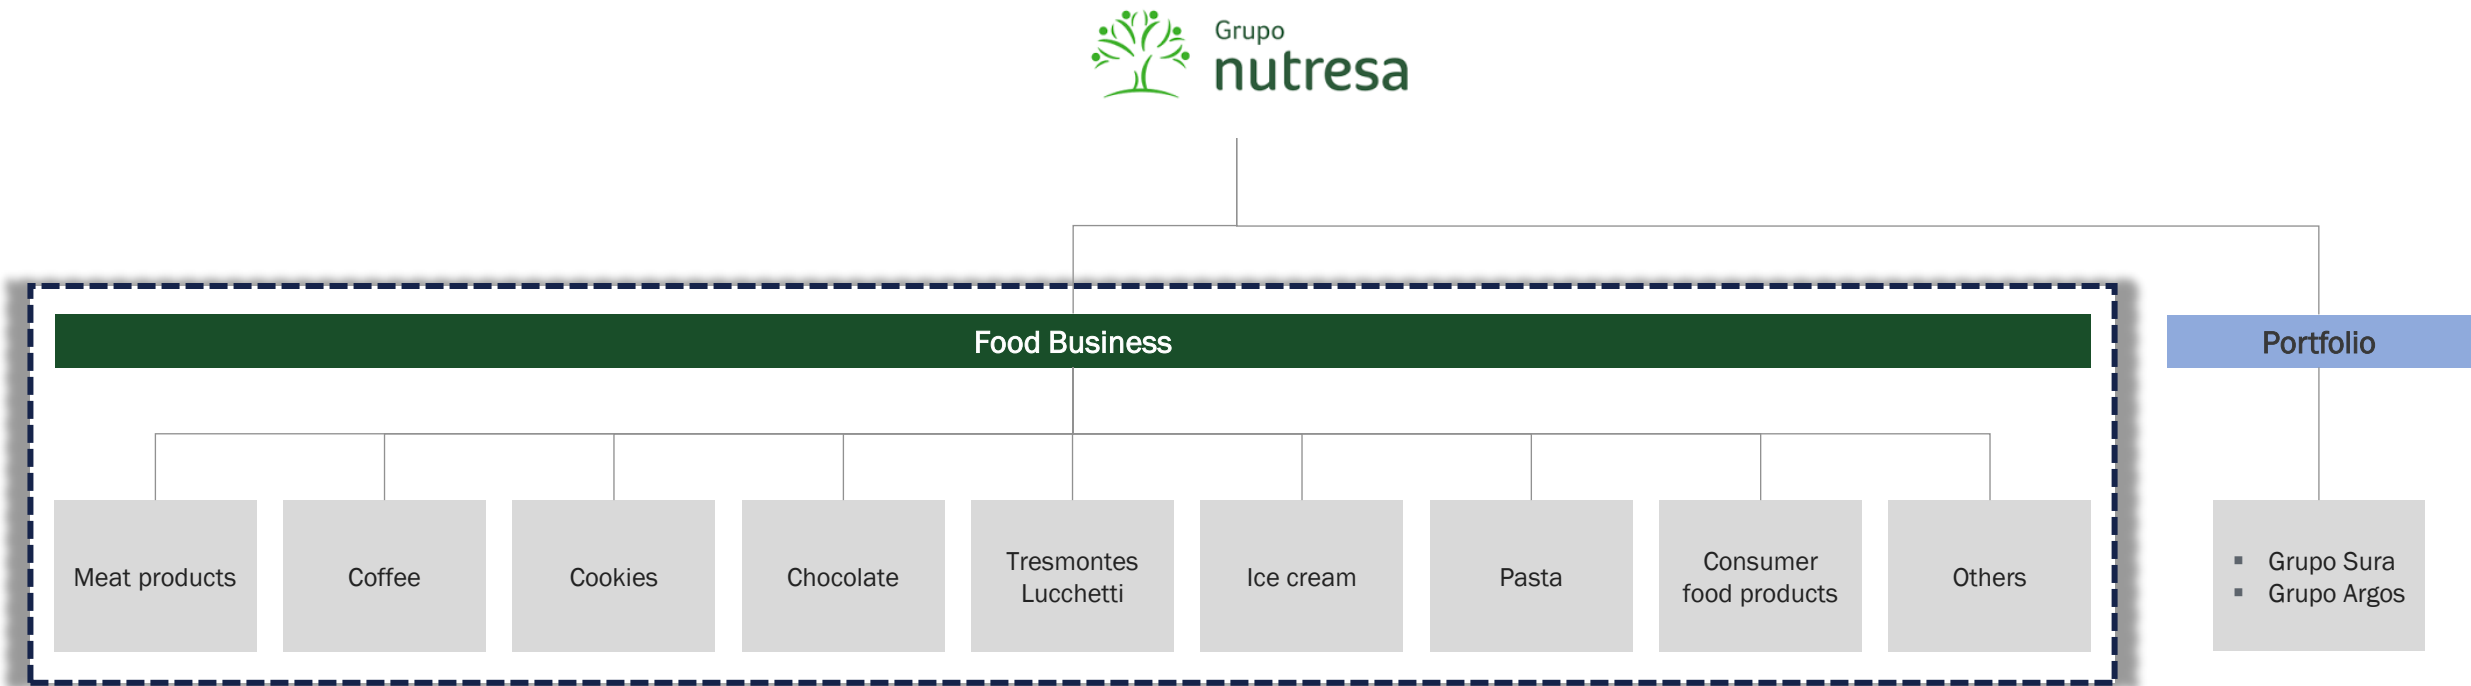 Grupo
nutresa
Food Business
Portfolio
Meat products
Coffee
Cookies
Chocolate
Tresmontes
Lucchetti
Ice cream
Pasta
Consumer
food products
Others
▪ Grupo Sura
▪ Grupo Argos